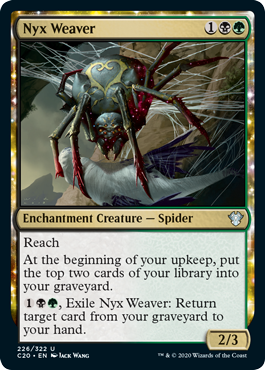 Nyx Weaver 1
Enchantment Creature — Spider
Reach
At the beginning of your upkeep, put
the top two cards of your library into
your graveyard.
1, Exile Nyx Weaver: Return
target card from your graveyard to
your hand.
2/3
226/322 U
C20 • EN Jack Wang
™ & © 2020 Wizards of the Coast